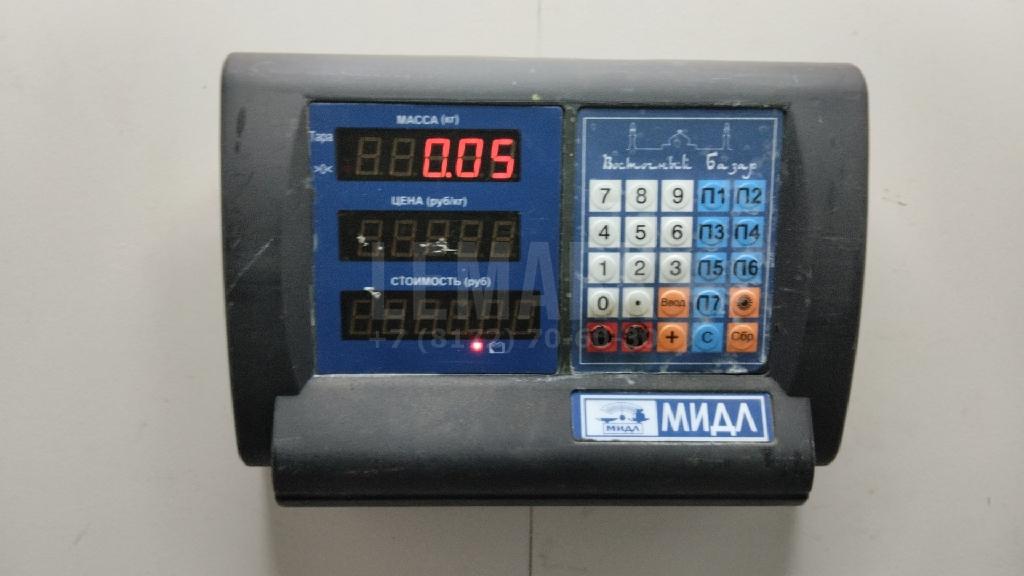 МАССА (кг)
Тара
0.05
>0<
ЦЕНА (руб/кг)
СТОИМОСТЬ (руб)
Восточный Базар
7 8 9 П1 П2
4 5 6 П3 П4
1 2 3 П5 П6
0 . Ввод П7
+ С Сбр
МИДЛ
МИДЛ